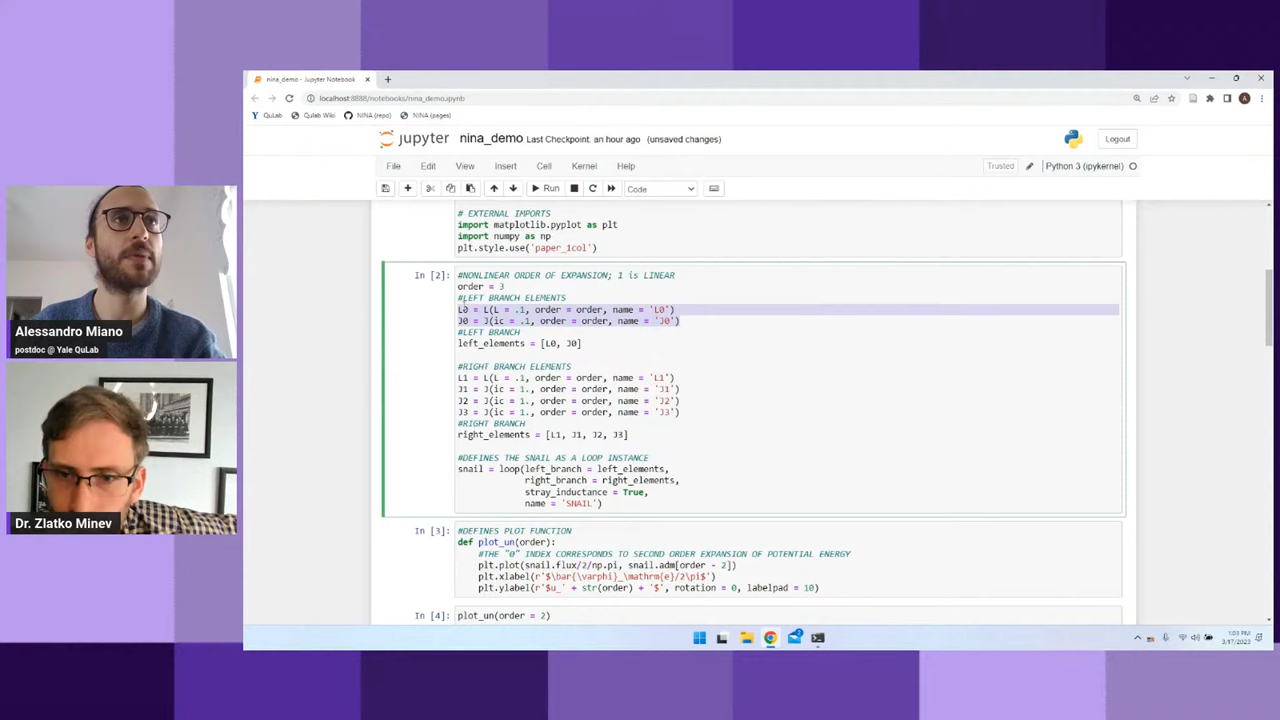 nina_demo - Jupyter Notebook
localhost:8888/notebooks/nina_demo.ipynb
QuLab
Qulab Wiki
NINA (repo)
NINA (pages)
A
jupyter nina_demo Last Checkpoint: an hour ago (unsaved changes)
Logout
File Edit View Insert Cell Kernel Help
Trusted
Python 3 (ipykernel)
Run
Code
# EXTERNAL IMPORTS
import matplotlib.pyplot as plt
import numpy as np
plt.style.use('paper_1col')
In [2]:
#NONLINEAR ORDER OF EXPANSION; 1 is LINEAR
order = 3
#LEFT BRANCH ELEMENTS
L0 = L(L = .1, order = order, name = 'L0')
J0 = J(ic = .1, order = order, name = 'J0')
#LEFT BRANCH
left_elements = [L0, J0]
#RIGHT BRANCH ELEMENTS
L1 = L(L = .1, order = order, name = 'L1')
J1 = J(ic = 1., order = order, name = 'J1')
J2 = J(ic = 1., order = order, name = 'J2')
J3 = J(ic = 1., order = order, name = 'J3')
#RIGHT BRANCH
right_elements = [L1, J1, J2, J3]
#DEFINES THE SNAIL AS A LOOP INSTANCE
snail = loop(left_branch = left_elements,
right_branch = right_elements,
stray_inductance = True,
name = 'SNAIL')
In [3]:
#DEFINES PLOT FUNCTION
def plot_un(order):
#THE "0" INDEX CORRESPONDS TO SECOND ORDER EXPANSION OF POTENTIAL ENERGY
plt.plot(snail.flux/2/np.pi, snail.adm[order - 2])
plt.xlabel(r'$\bar{\varphi}_\mathrm{e}/2\pi$')
plt.ylabel(r'$u_' + str(order) + '$', rotation = 0, labelpad = 10)
In [4]:
plot_un(order = 2)
1:03 PM
3/17/2023
Alessandro Miano
postdoc @ Yale QuLab
Dr. Zlatko Minev